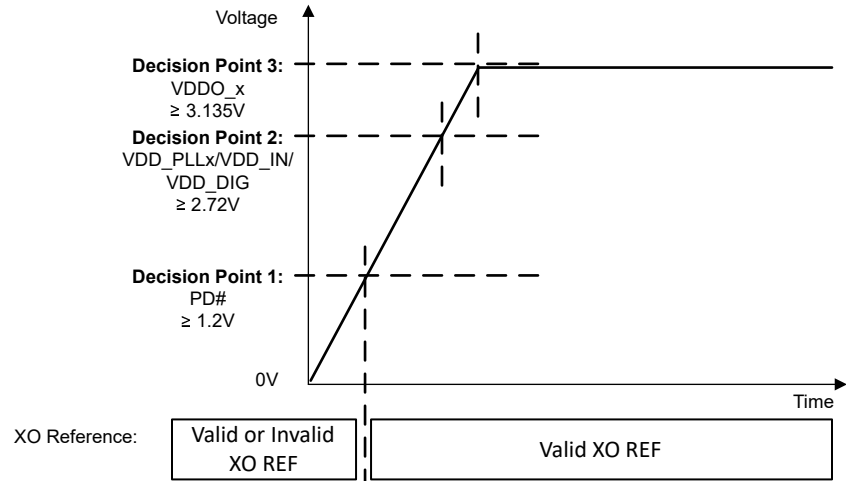 Voltage
Decision Point 3:
VDDO_x
≥ 3.135V
Decision Point 2:
VDD_PLLx/VDD_IN/
VDD_DIG
≥ 2.72V
Decision Point 1:
PD#
≥ 1.2V
0V
Time
XO Reference:
Valid or Invalid
XO REF
Valid XO REF